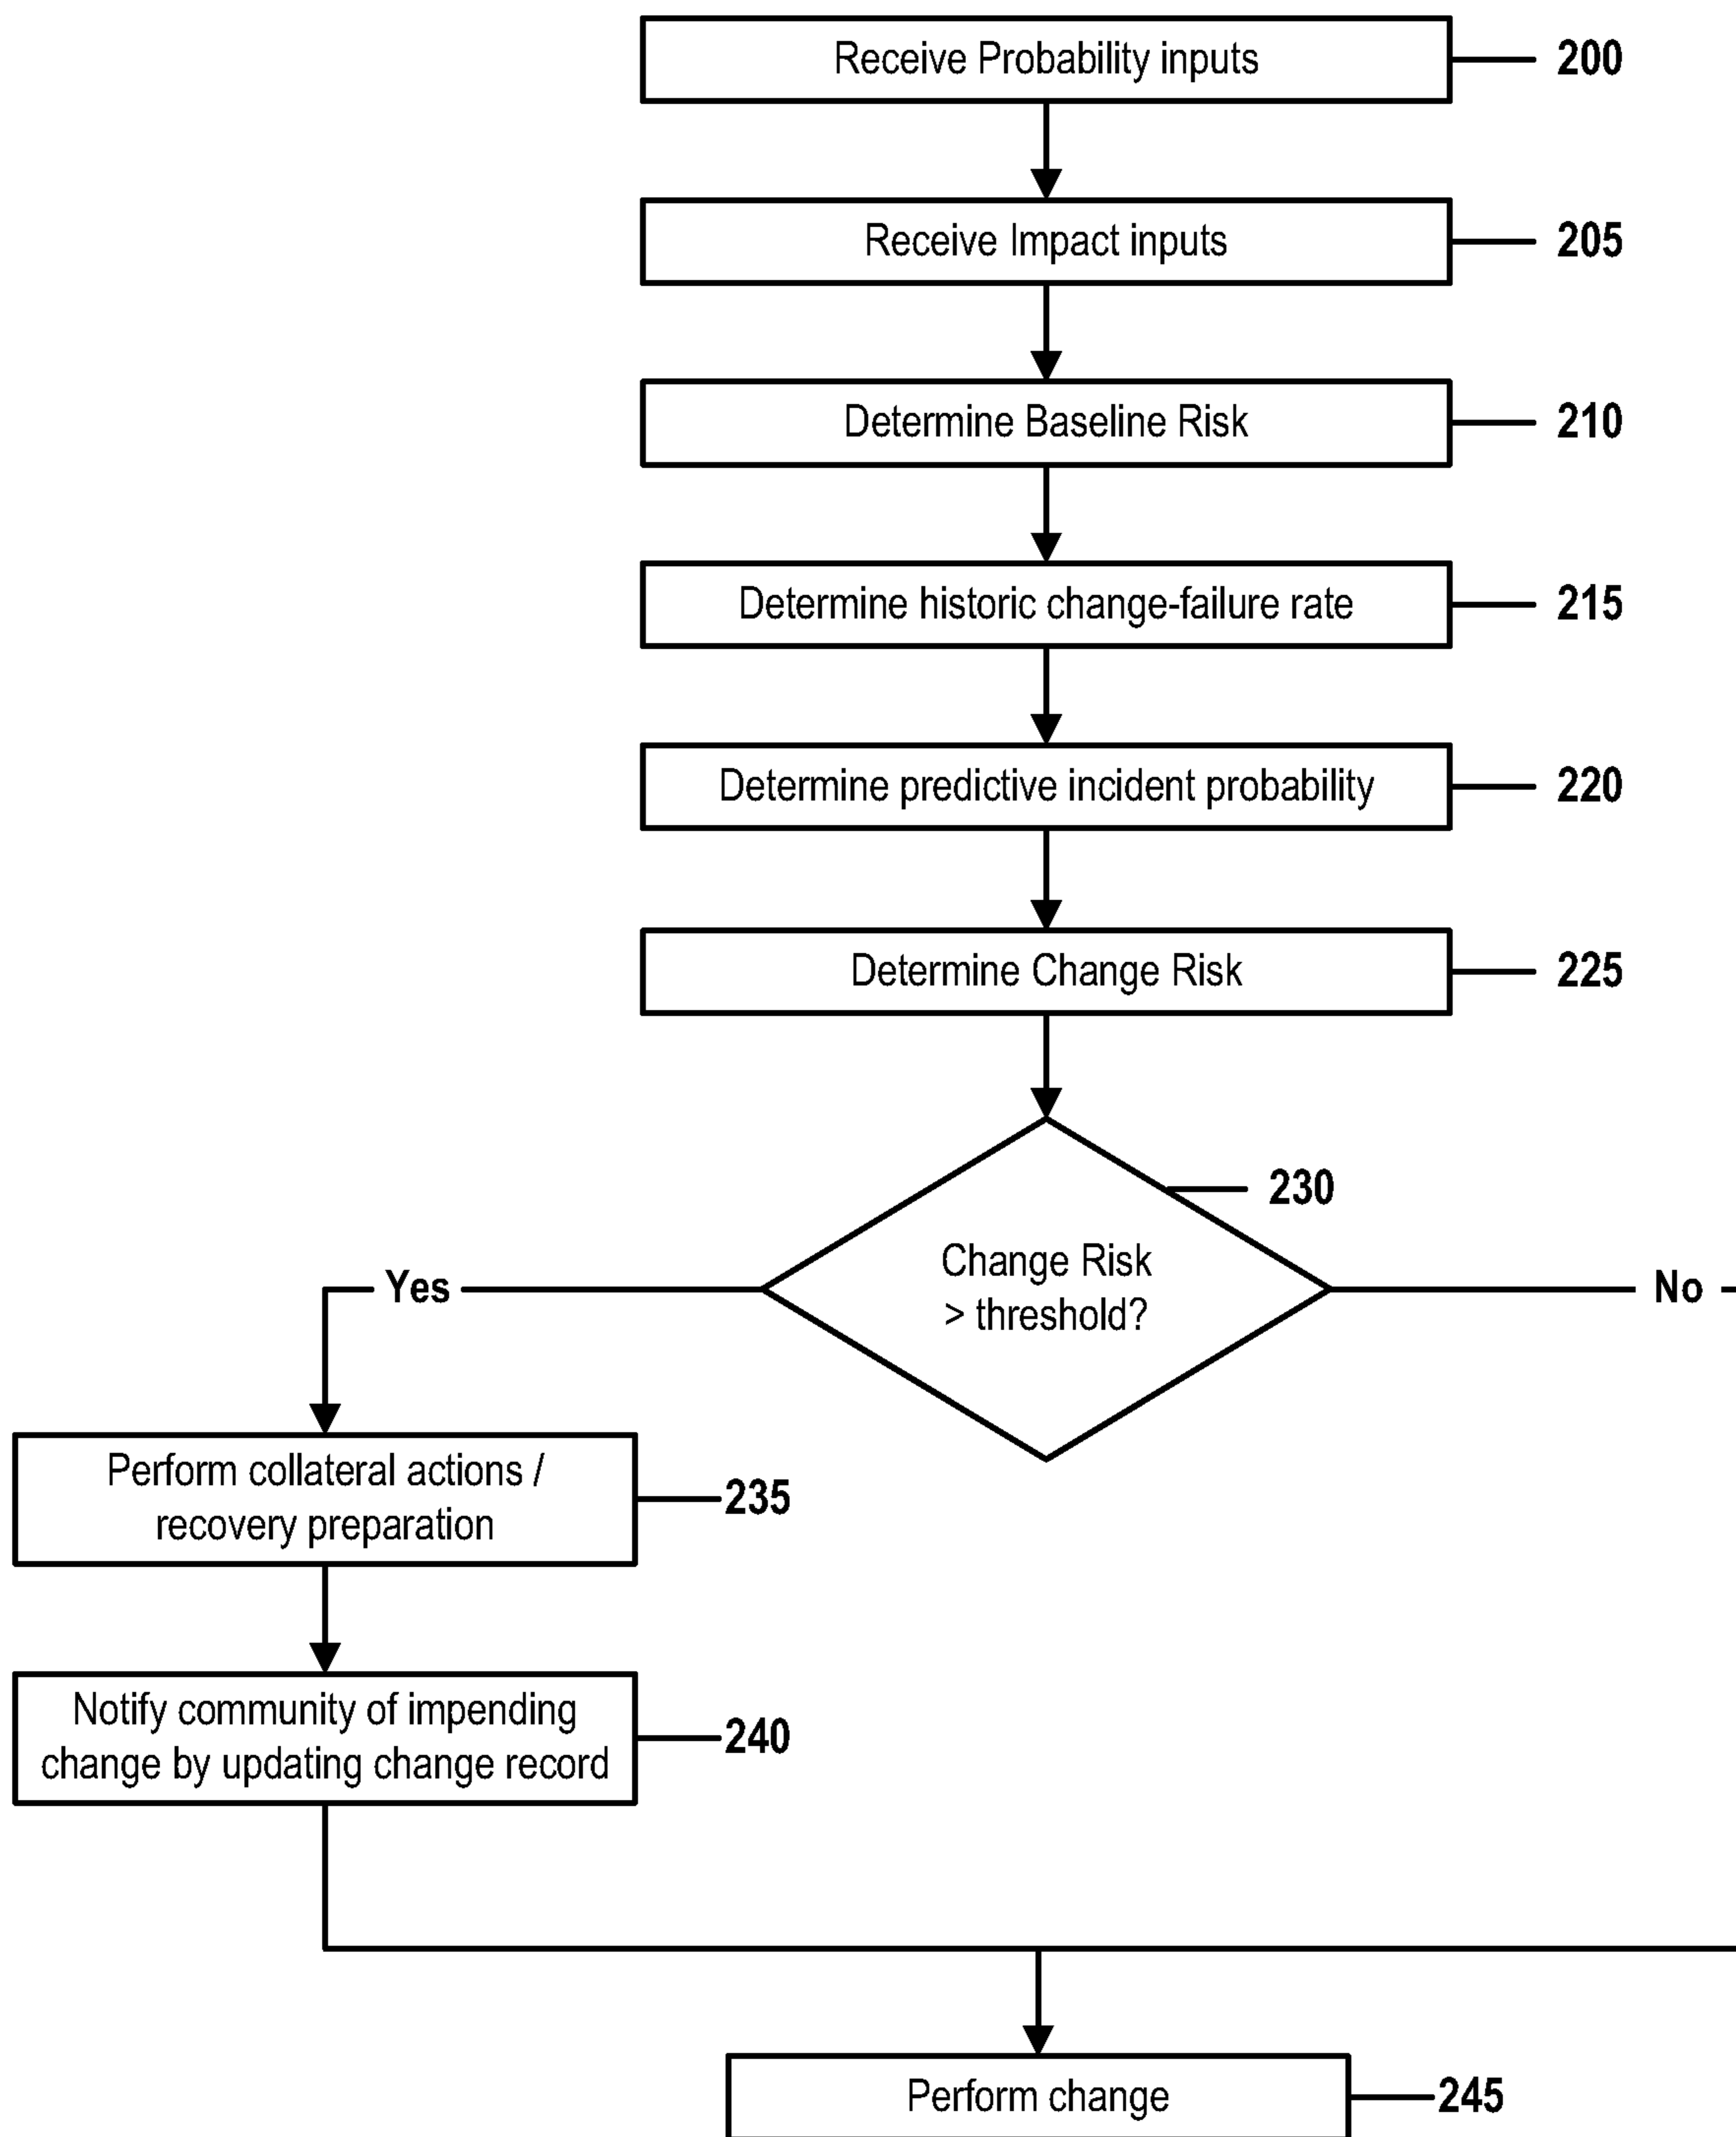 Receive Probability inputs
200
Receive Impact inputs
205
Determine Baseline Risk
210
Determine historic change-failure rate
215
Determine predictive incident probability
220
Determine Change Risk
225
230
Change Risk
> threshold?
Yes
No
Perform collateral actions /
recovery preparation
235
Notify community of impending
change by updating change record
240
Perform change
245